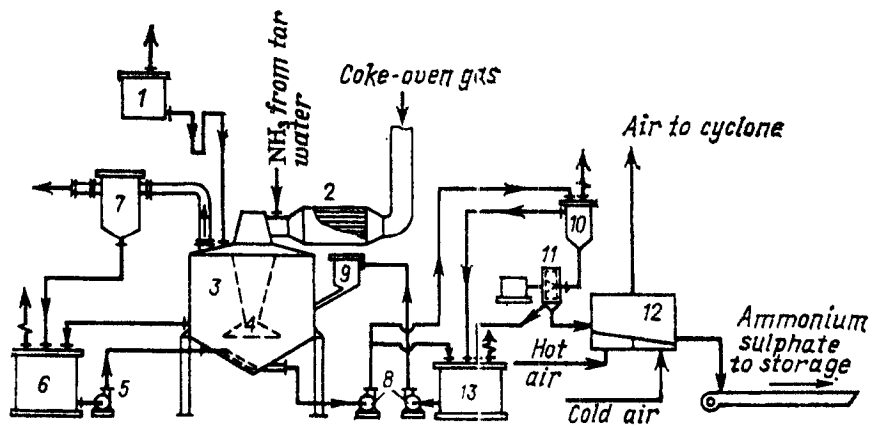 NH₃ from tar
water
Coke-oven gas
Air to cyclone
1
2
7
10
11
9
3
12
4
Ammonium
sulphate
to storage
Hot
air
6
5
8
13
Cold air